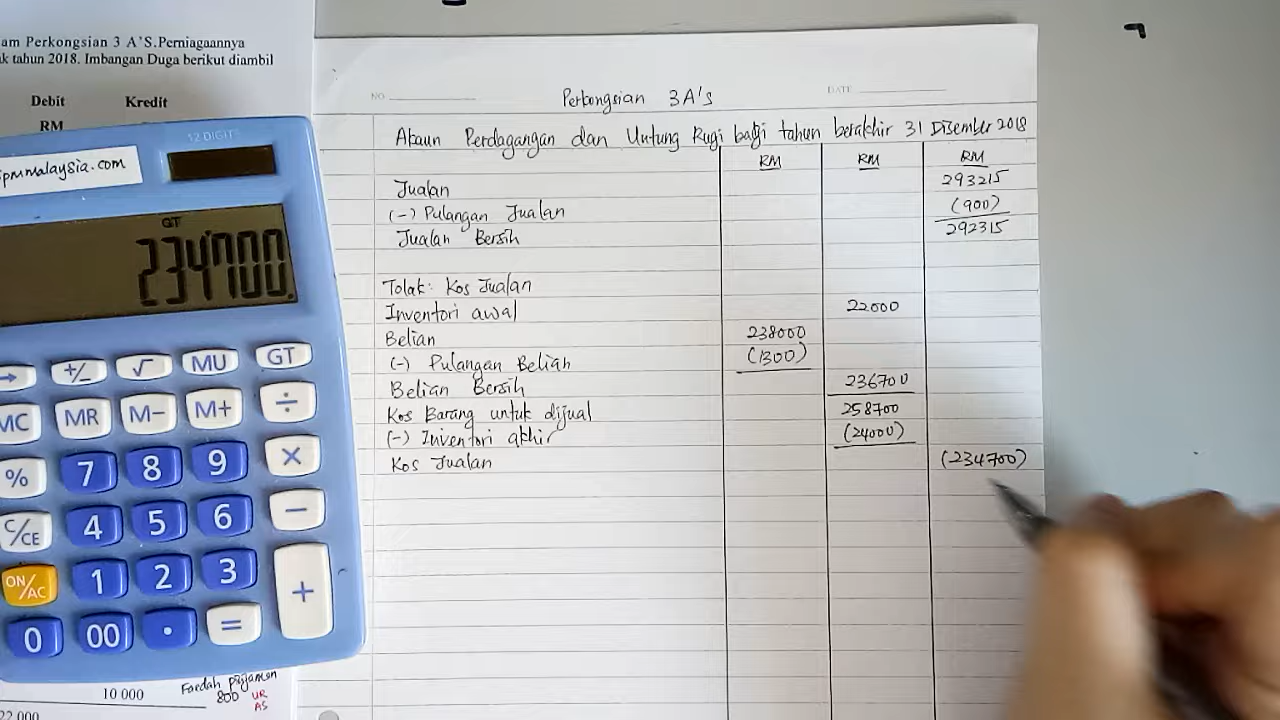 am Perkongsian 3 A'S.Perniagaannya
k tahun 2018. Imbangan Duga berikut diambil
Debit Kredit
RM
12 DIGIT
pmmalaysia.com
GT
234700.
→ +/− √ MU GT
MC MR M− M+ ÷
% 7 8 9 ×
C/CE 4 5 6 −
ON/AC 1 2 3 +
0 00 • =
10 000
Faedah pinjaman
800 UR
AS
22 000
NO DATE
Perkongsian 3A's
Akaun Perdagangan dan Untung Rugi bagi tahun berakhir 31 Disember 2018
RM RM RM
Jualan 293215
(-) Pulangan Jualan (900)
Jualan Bersih 292315
Tolak: Kos Jualan
Inventori awal 22000
Belian 238000
(-) Pulangan Belian (1300)
Belian Bersih 236700
Kos Barang untuk dijual 258700
(-) Inventori akhir (24000)
Kos Jualan (234700)